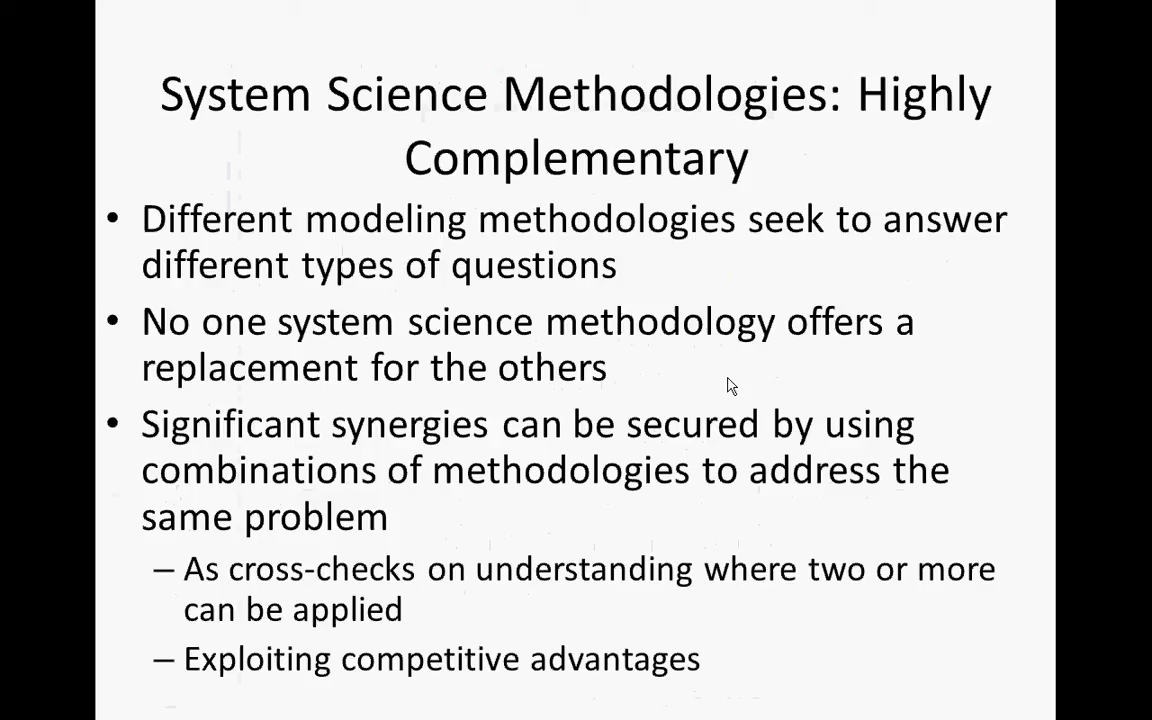 System Science Methodologies: Highly
Complementary
• Different modeling methodologies seek to answer
different types of questions
• No one system science methodology offers a
replacement for the others
• Significant synergies can be secured by using
combinations of methodologies to address the
same problem
– As cross-checks on understanding where two or more
can be applied
– Exploiting competitive advantages